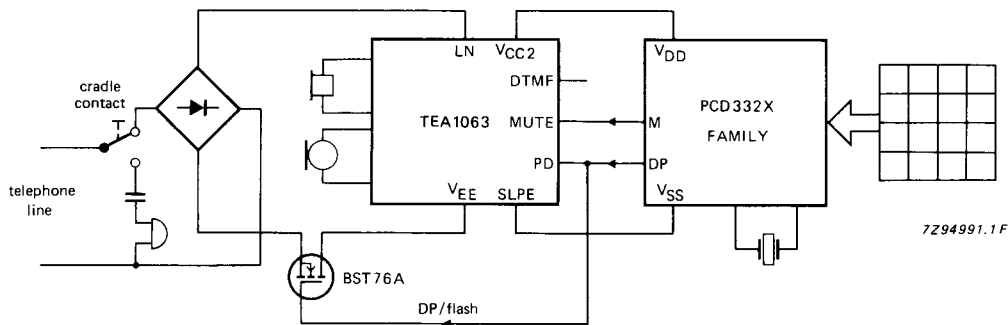 LN
VCC2
VDD
DTMF
cradle
contact
PCD332X
FAMILY
TEA1063
MUTE
M
PD
DP
telephone
line
VEE
SLPE
VSS
7Z94991.1F
BST76A
DP/flash